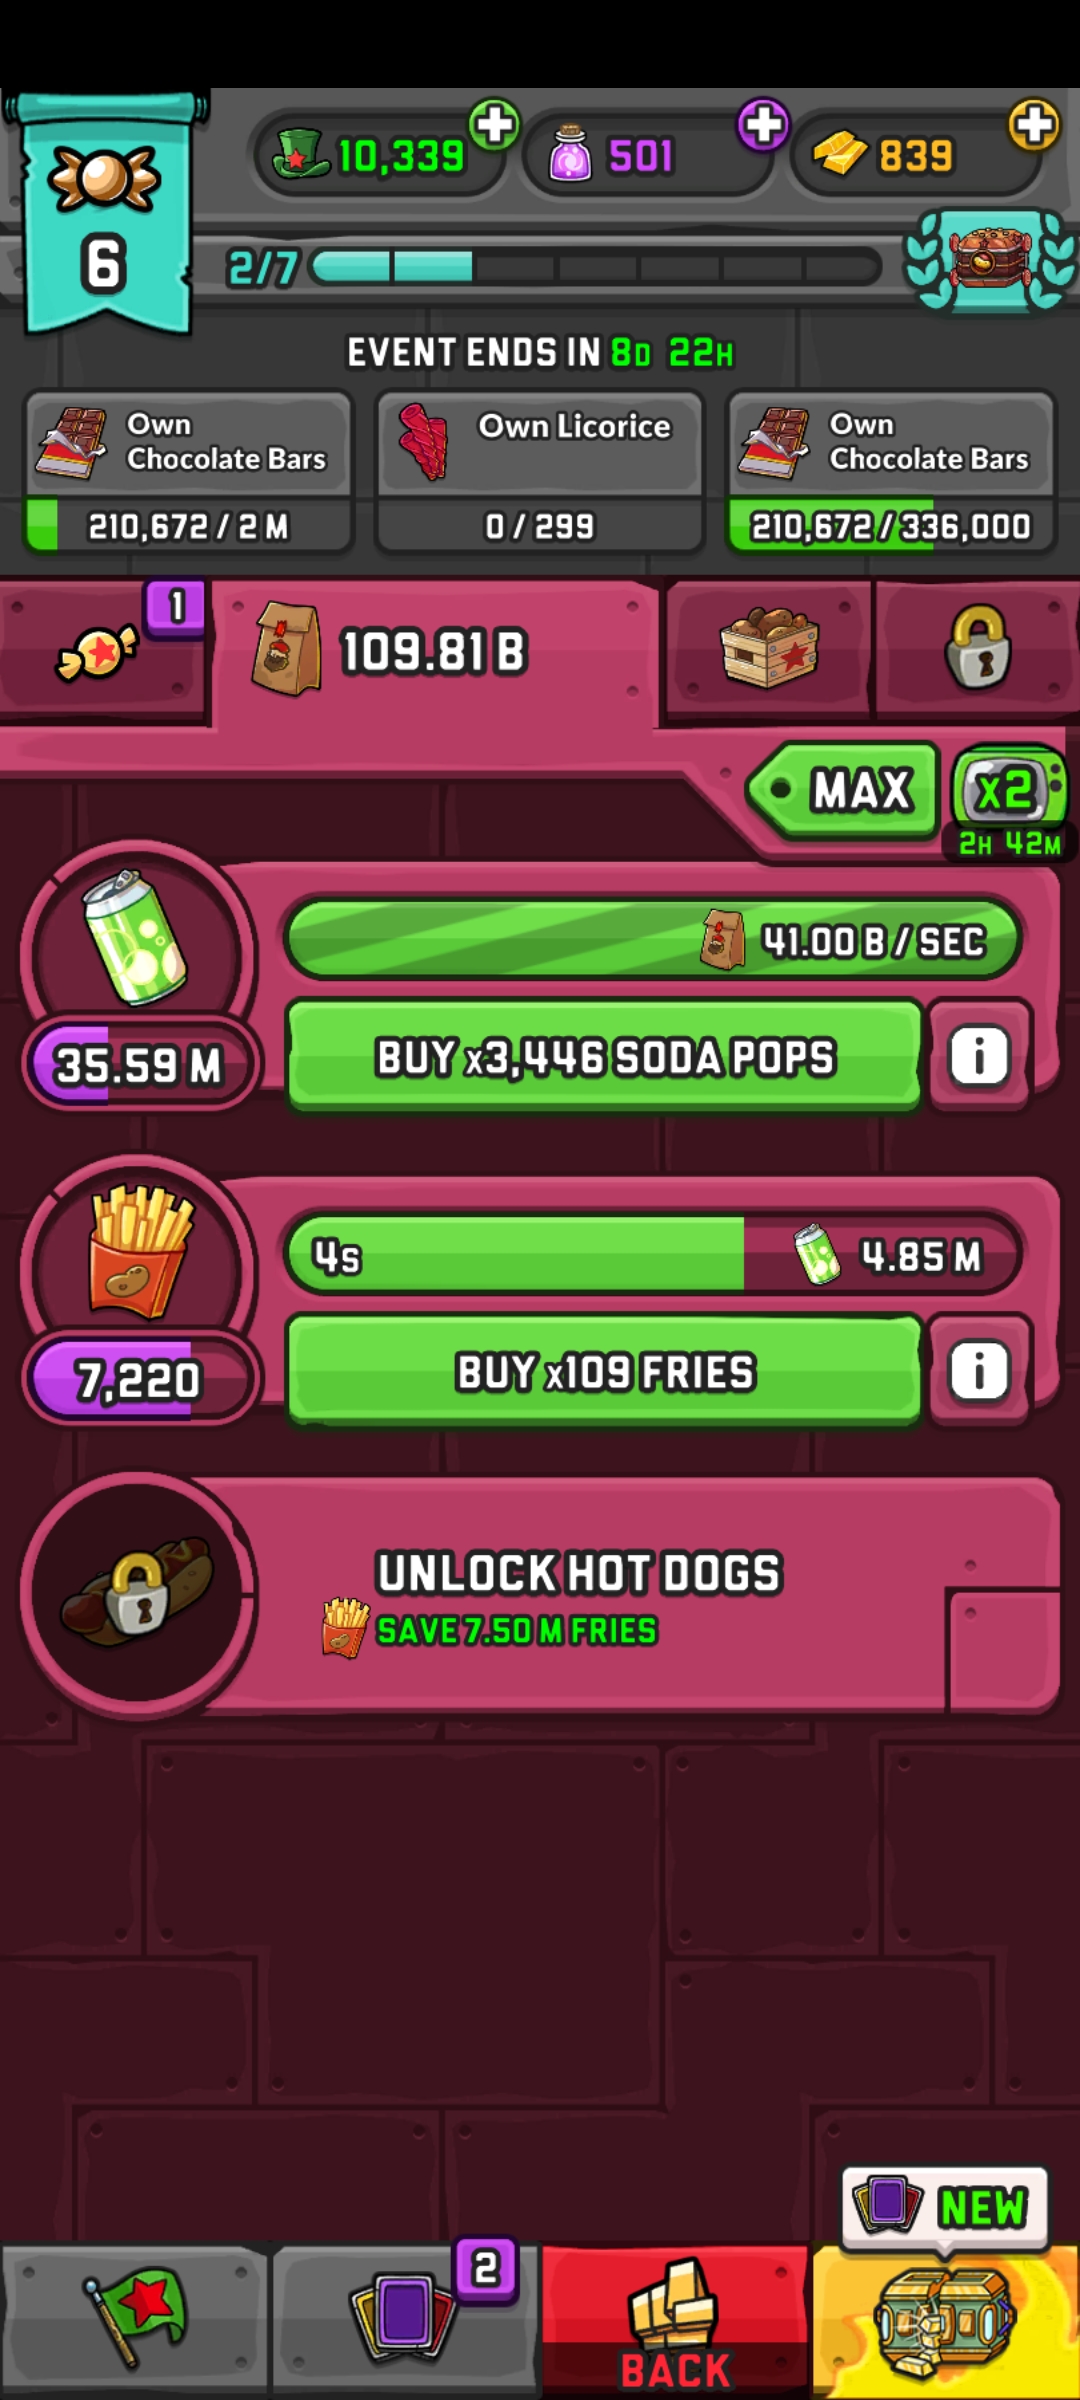 10,339
501
839
6
2/7
EVENT ENDS IN 8D 22H
Own
Chocolate Bars
210,672 / 2 M
Own Licorice
0 / 299
Own
Chocolate Bars
210,672 / 336,000
1
109.81 B
MAX
x2
2H 42M
41.00 B / SEC
35.59 M
BUY x3,446 SODA POPS
i
4S
4.85 M
7,220
BUY x109 FRIES
i
UNLOCK HOT DOGS
SAVE 7.50 M FRIES
NEW
2
BACK